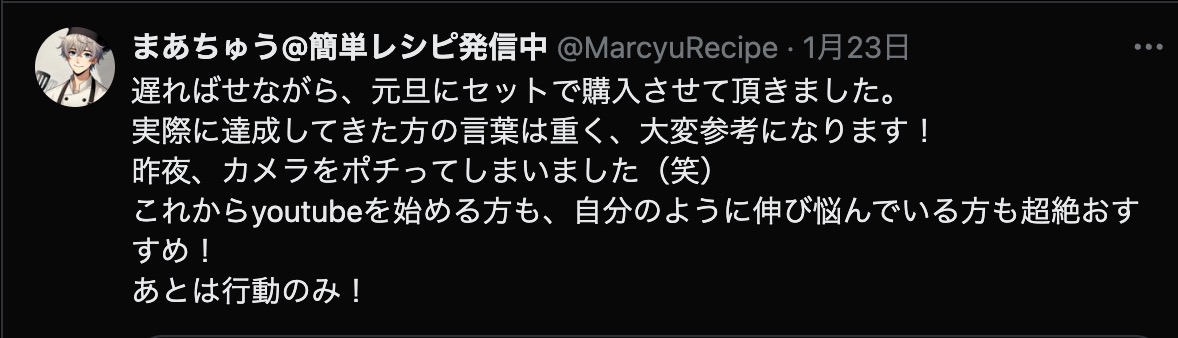 まあちゅう@簡単レシピ発信中 @MarcyuRecipe · 1月23日
遅ればせながら、元旦にセットで購入させて頂きました。
実際に達成してきた方の言葉は重く、大変参考になります！
昨夜、カメラをポチってしまいました（笑）
これからyoutubeを始める方も、自分のように伸び悩んでいる方も超絶おす
すめ！
あとは行動のみ！